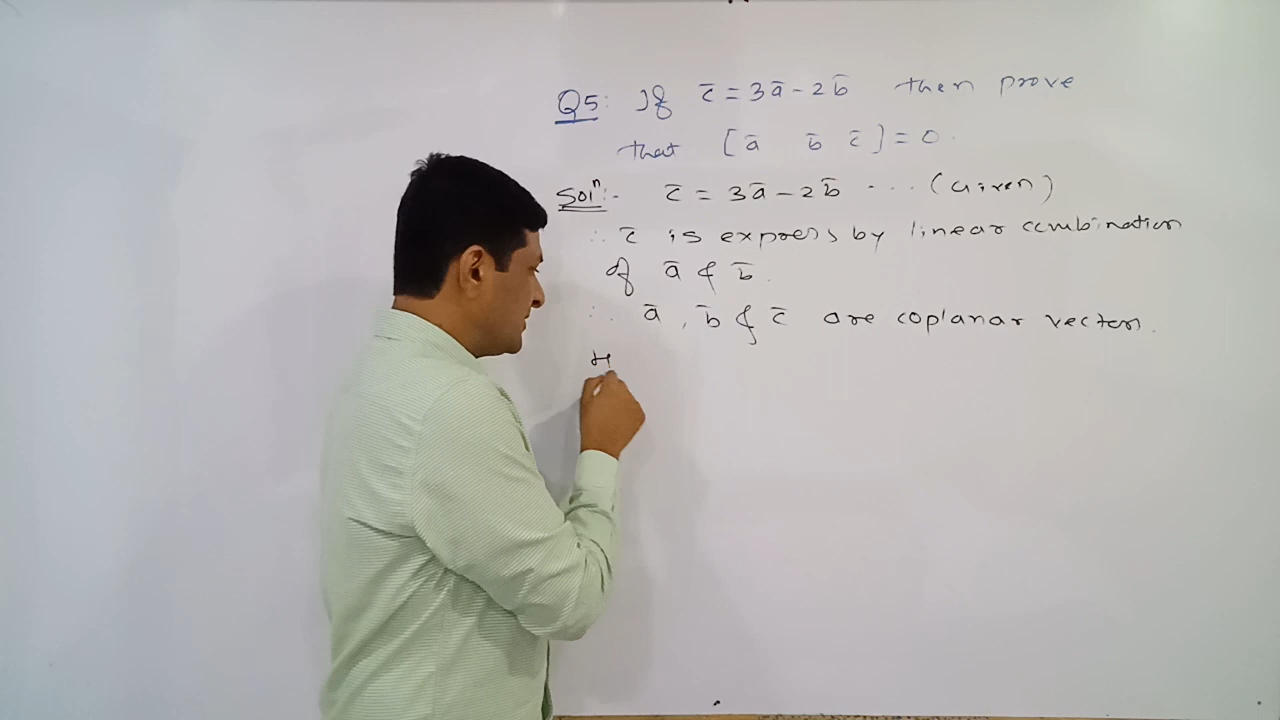 Q5: If c̄ = 3ā - 2b̄ then prove
that [ā b̄ c̄] = 0.
Solⁿ:- c̄ = 3ā - 2b̄ ... (Given)
∴ c̄ is express by linear combination
of ā & b̄.
∴ ā, b̄ & c̄ are coplanar vectors.
H